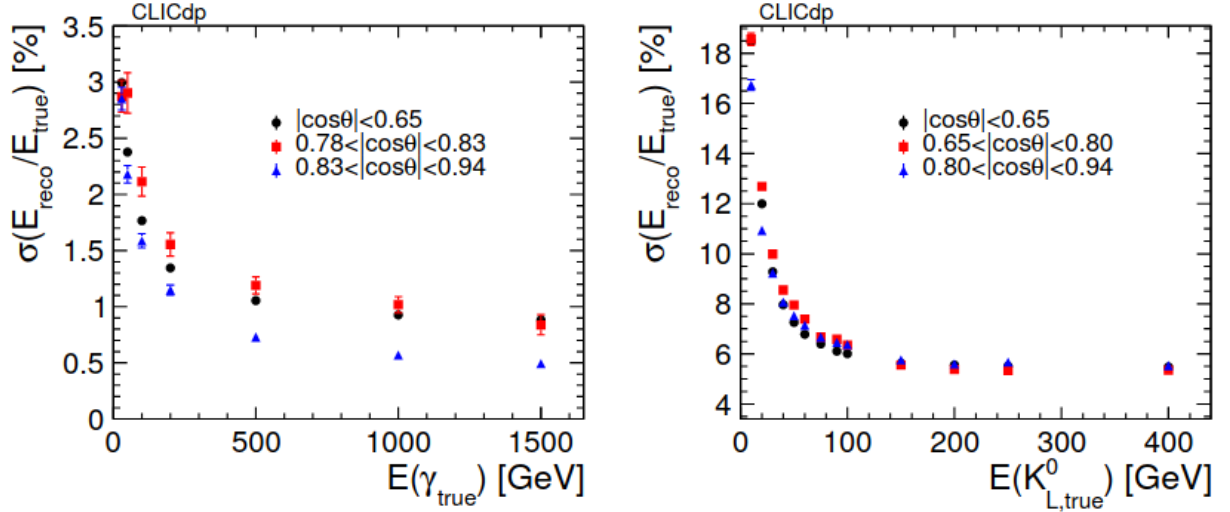 CLICdp
σ(E_reco/E_true) [%]
3.5
3
2.5
2
1.5
1
0.5
0
|cosθ|<0.65
0.78<|cosθ|<0.83
0.83<|cosθ|<0.94
0 500 1000 1500
E(γ_true) [GeV]
CLICdp
σ(E_reco/E_true) [%]
18
16
14
12
10
8
6
4
|cosθ|<0.65
0.65<|cosθ|<0.80
0.80<|cosθ|<0.94
0 100 200 300 400
E(K^0_L,true) [GeV]